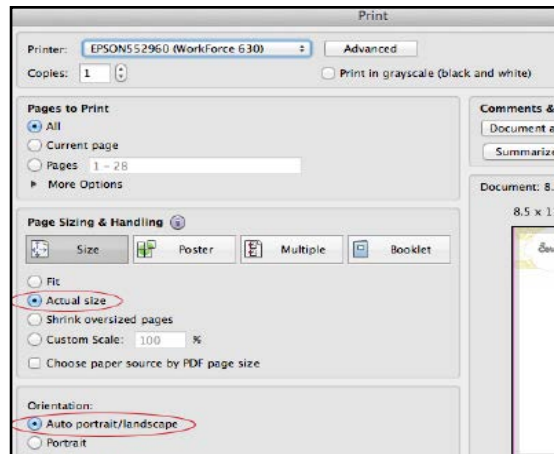 Print
Printer: EPSON552960 (WorkForce 630) Advanced
Copies: 1 Print in grayscale (black and white)
Pages to Print
All
Current page
Pages 1 - 28
More Options
Comments &
Document a
Summarize
Document: 8.
8.5 x 1
Page Sizing & Handling
Size Poster Multiple Booklet
Fit
Actual size
Shrink oversized pages
Custom Scale: 100 %
Choose paper source by PDF page size
Orientation:
Auto portrait/landscape
Portrait